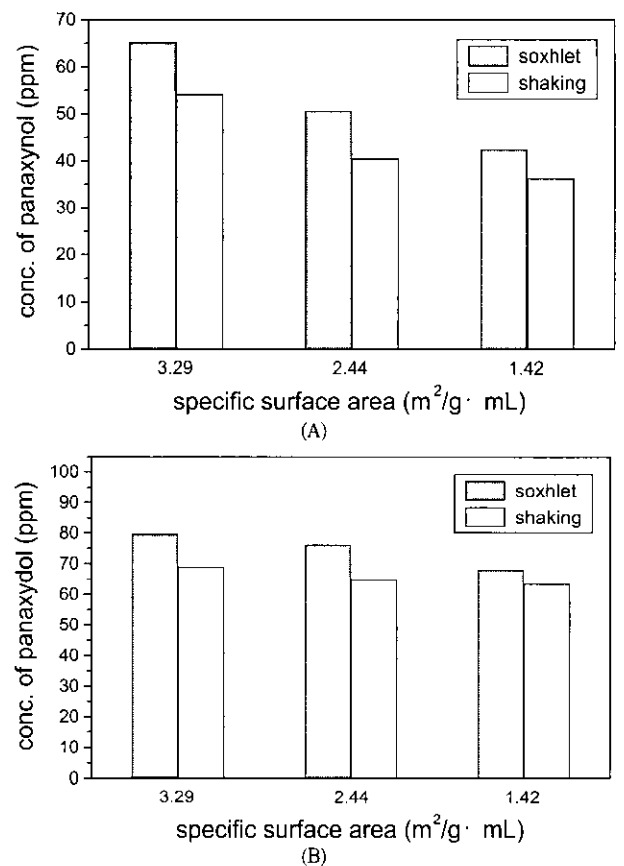 70
60
50
40
30
20
10
0
conc. of panaxynol (ppm)
soxhlet
shaking
3.29 2.44 1.42
specific surface area (m²/g· mL)
(A)
100
90
80
70
60
50
40
30
20
10
0
conc. of panaxydol (ppm)
soxhlet
shaking
3.29 2.44 1.42
specific surface area (m²/g· mL)
(B)